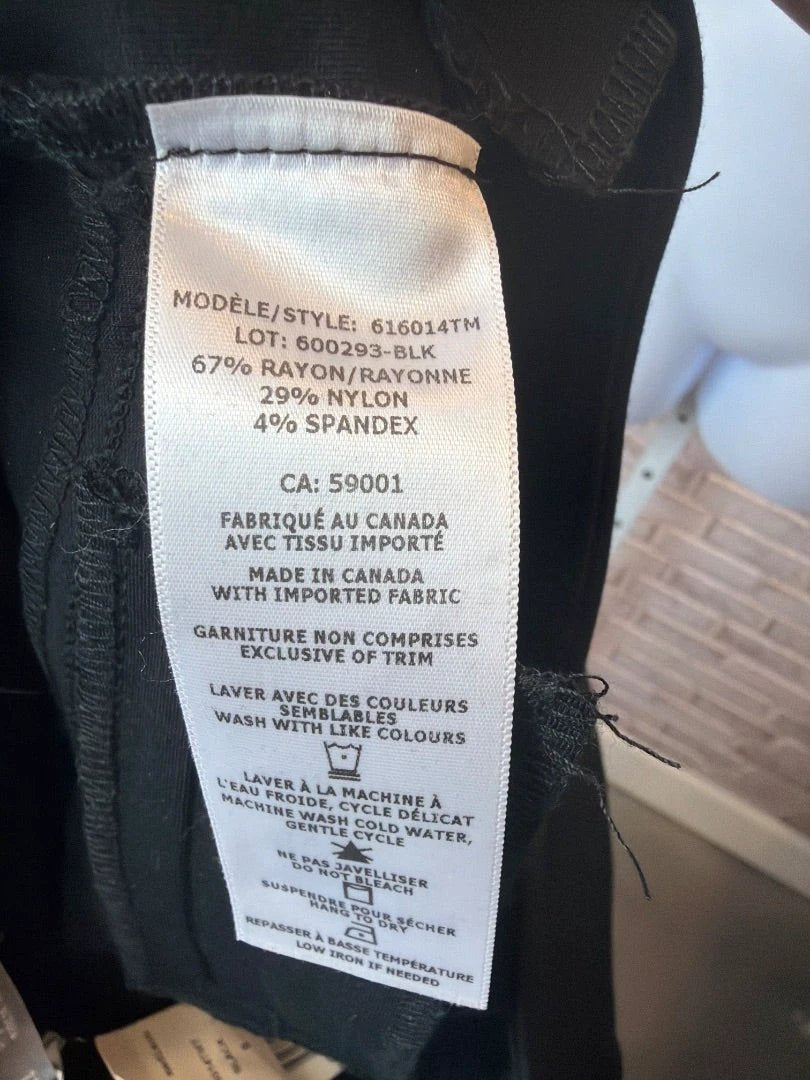 MODÈLE/STYLE: 616014TM
LOT: 600293-BLK
67% RAYON/RAYONNE
29% NYLON
4% SPANDEX
CA: 59001
FABRIQUÉ AU CANADA
AVEC TISSU IMPORTÉ
MADE IN CANADA
WITH IMPORTED FABRIC
GARNITURE NON COMPRISES
EXCLUSIVE OF TRIM
LAVER AVEC DES COULEURS
SEMBLABLES
WASH WITH LIKE COLOURS
LAVER À LA MACHINE À
L'EAU FROIDE, CYCLE DÉLICAT
MACHINE WASH COLD WATER,
GENTLE CYCLE
NE PAS JAVELLISER
DO NOT BLEACH
SUSPENDRE POUR SÉCHER
HANG TO DRY
REPASSER À BASSE TEMPÉRATURE
LOW IRON IF NEEDED